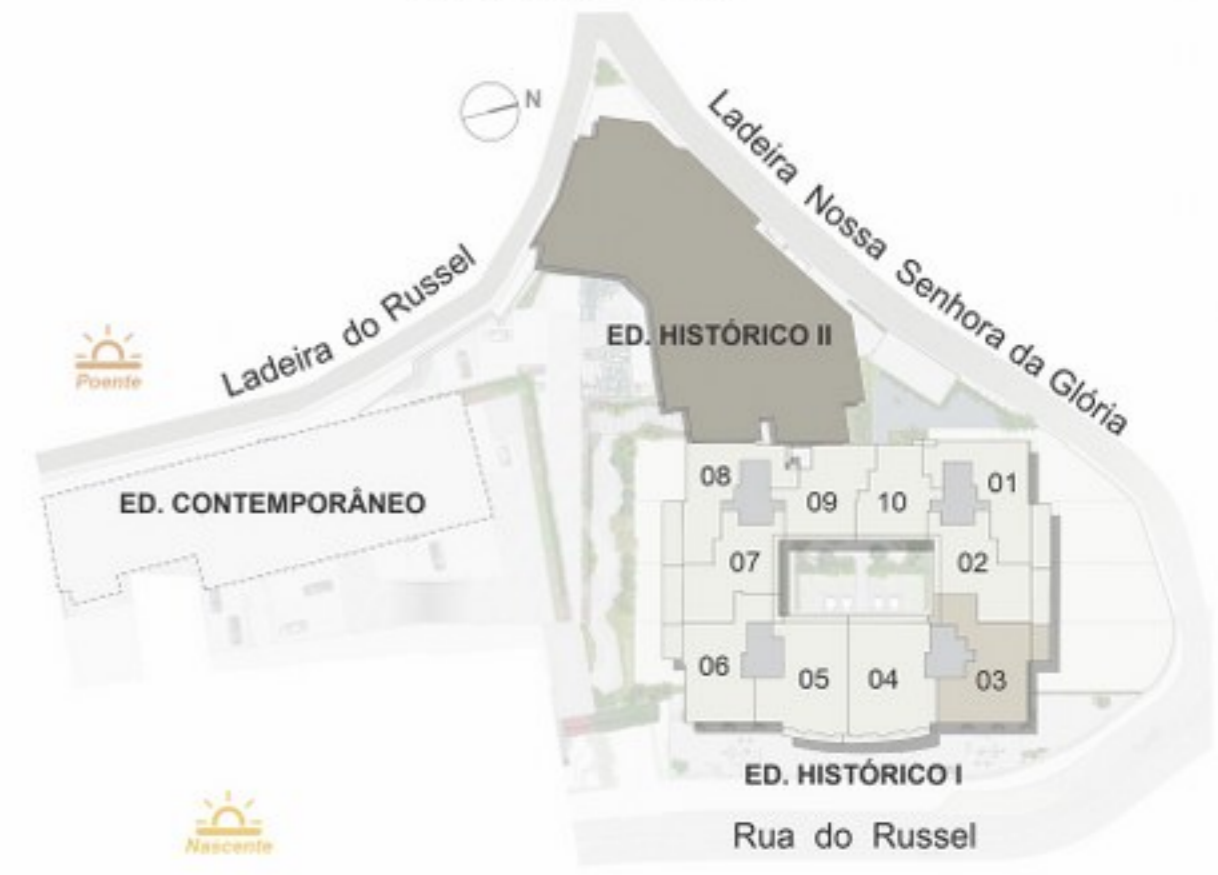 N
Ladeira Nossa Senhora da Glória
Ladeira do Russel
Poente
ED. HISTÓRICO II
ED. CONTEMPORÂNEO
08
09
10
01
07
02
06
05
04
03
ED. HISTÓRICO I
Nascente
Rua do Russel